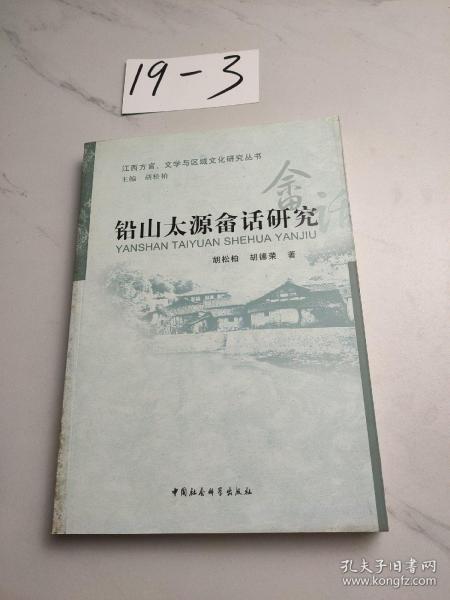 19-3
江西方言、文学与区域文化研究丛书
主编 胡松柏
畲话
铅山太源畲话研究
YANSHAN TAIYUAN SHEHUA YANJIU
胡松柏 胡德荣 著
中国社会科学出版社
孔夫子旧书网
www.kongfz.com